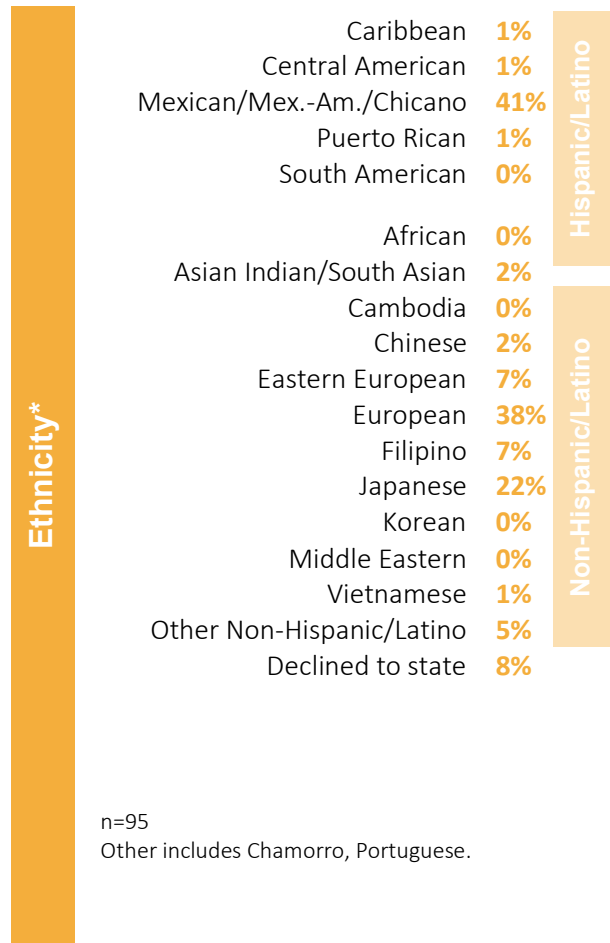 Ethnicity*
Caribbean 1%
Central American 1%
Mexican/Mex.-Am./Chicano 41%
Puerto Rican 1%
South American 0%
Hispanic/Latino
African 0%
Asian Indian/South Asian 2%
Cambodia 0%
Chinese 2%
Eastern European 7%
European 38%
Filipino 7%
Japanese 22%
Korean 0%
Middle Eastern 0%
Vietnamese 1%
Other Non-Hispanic/Latino 5%
Declined to state 8%
Non-Hispanic/Latino
n=95
Other includes Chamorro, Portuguese.